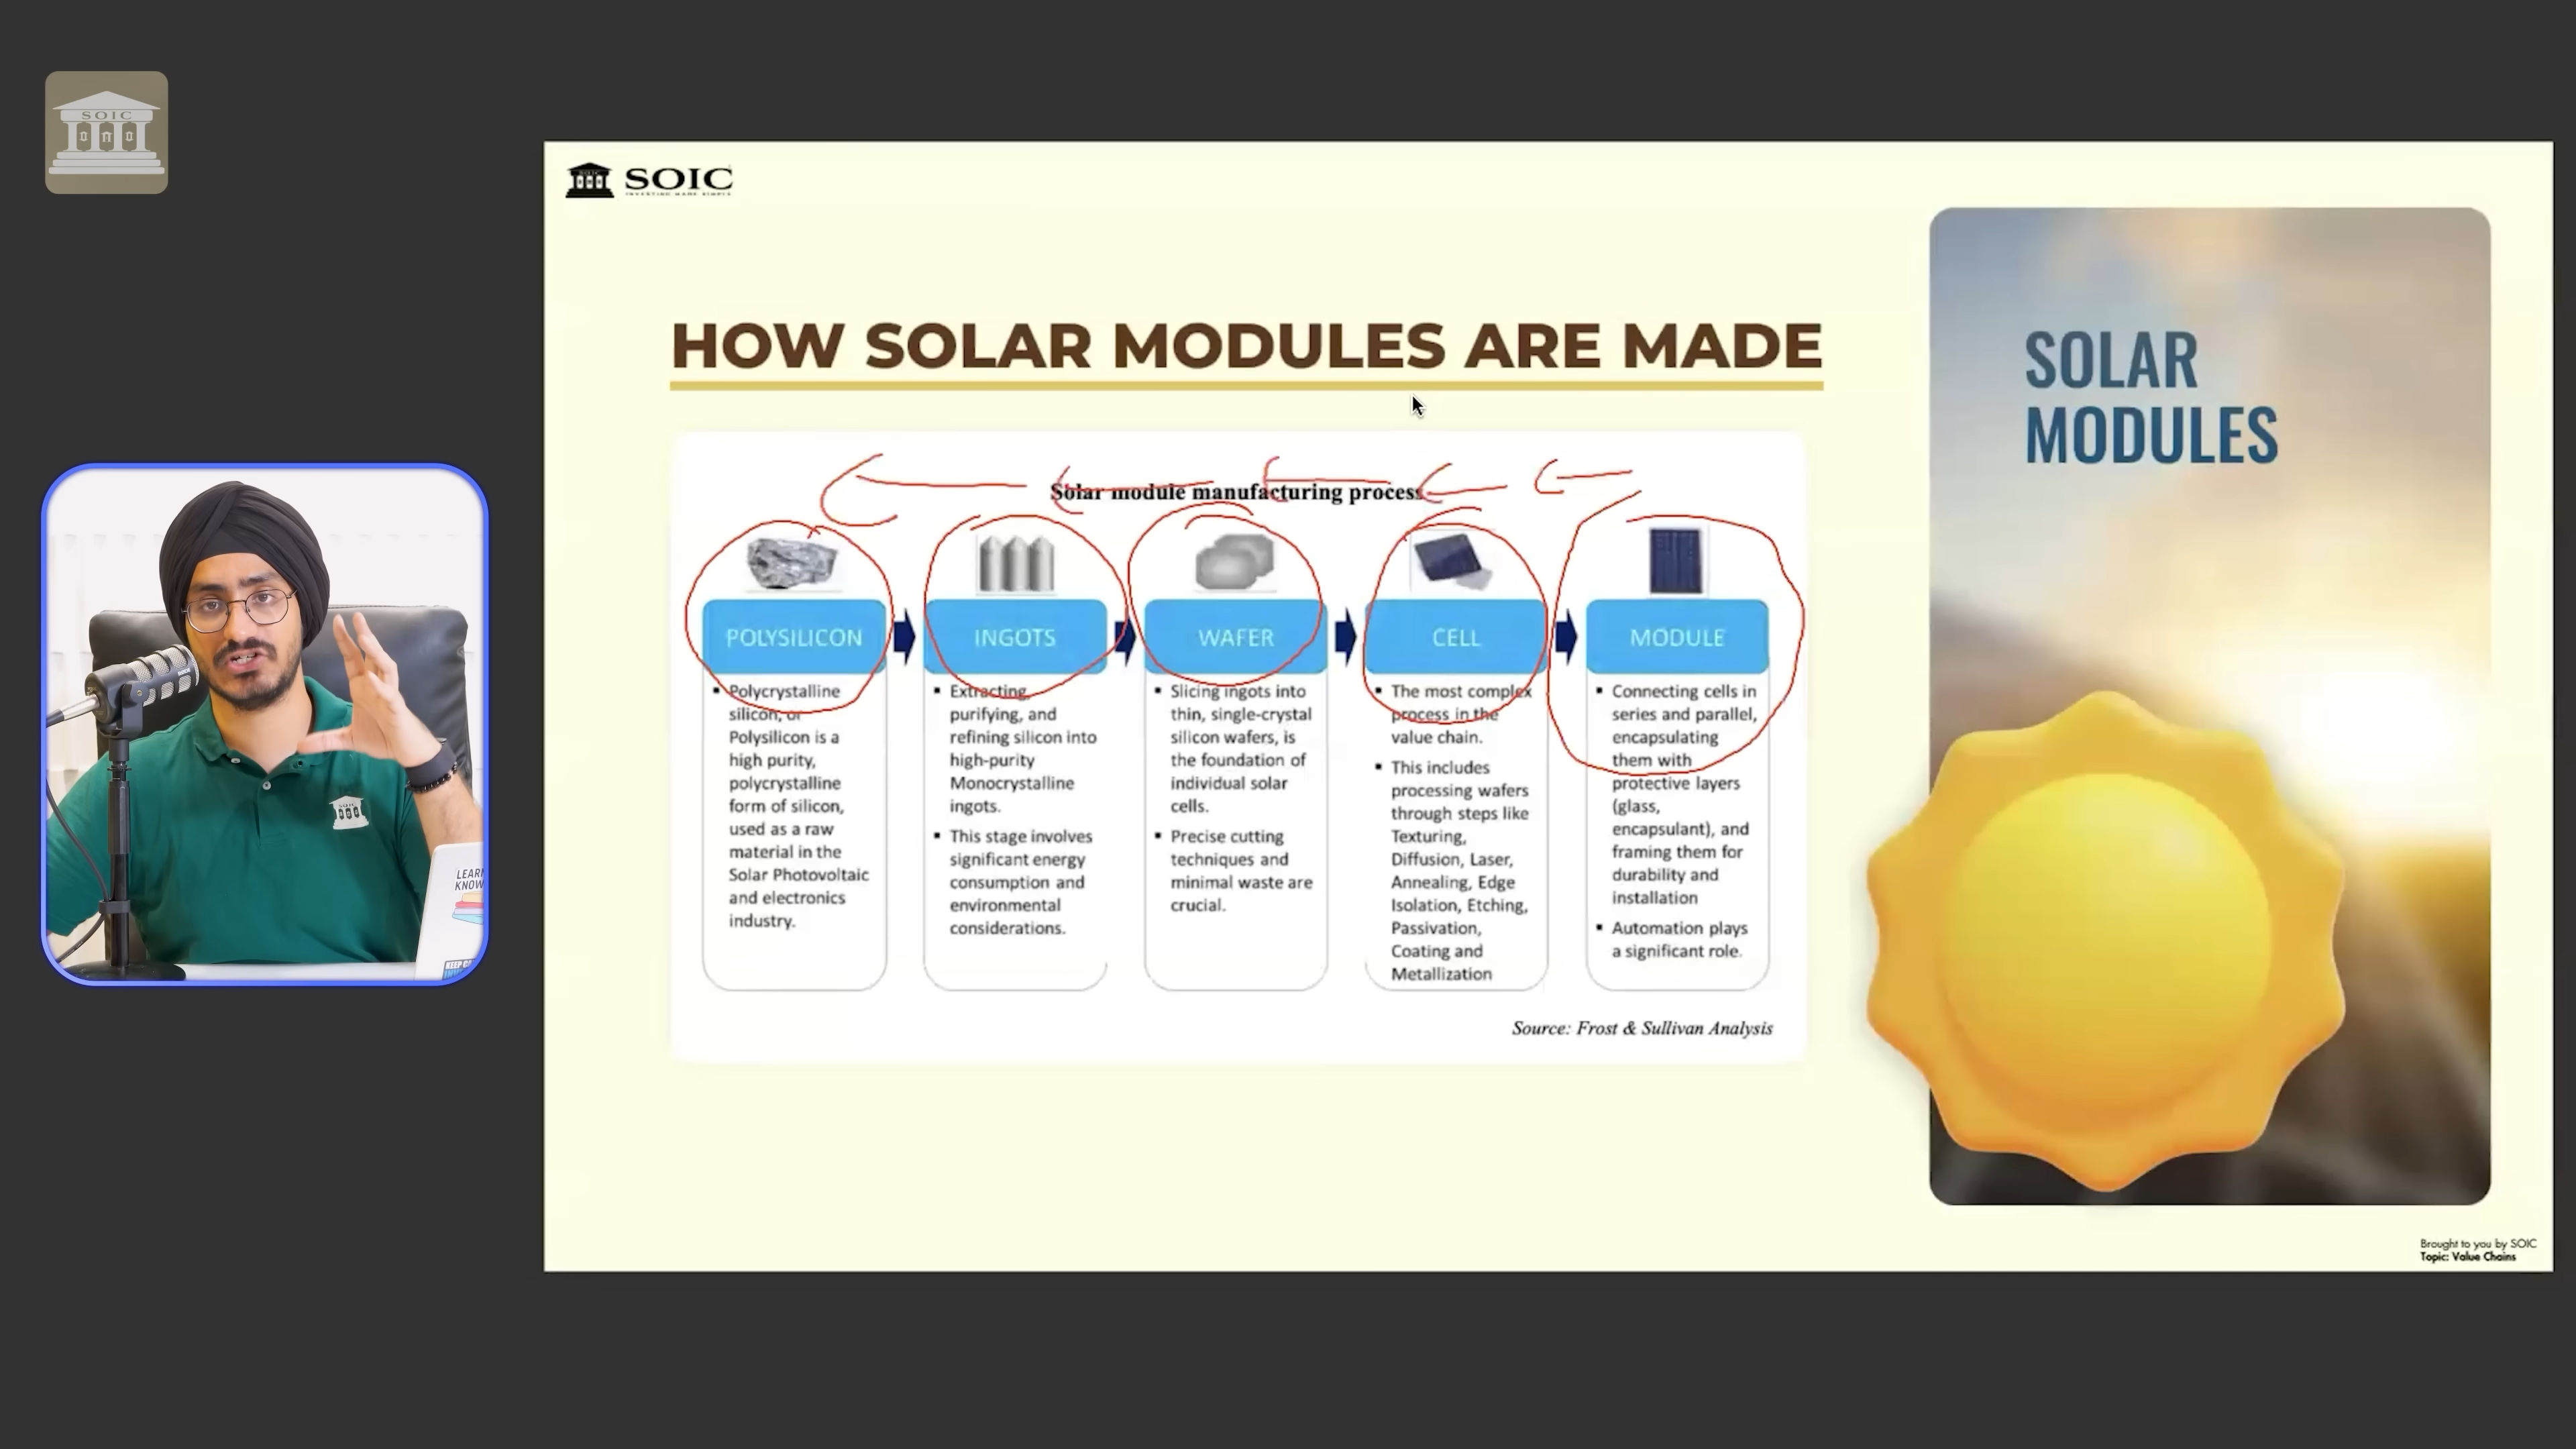 SOIC
SOIC
INVESTING MADE SIMPLE
HOW SOLAR MODULES ARE MADE
SOLAR
MODULES
Solar module manufacturing process
POLYSILICON
Polycrystalline
silicon, or
Polysilicon is a
high purity,
polycrystalline
form of silicon,
used as a raw
material in the
Solar Photovoltaic
and electronics
industry.
INGOTS
Extracting,
purifying, and
refining silicon into
high-purity
Monocrystalline
ingots.
This stage involves
significant energy
consumption and
environmental
considerations.
WAFER
Slicing ingots into
thin, single-crystal
silicon wafers, is
the foundation of
individual solar
cells.
Precise cutting
techniques and
minimal waste are
crucial.
CELL
The most complex
process in the
value chain.
This includes
processing wafers
through steps like
Texturing,
Diffusion, Laser,
Annealing, Edge
Isolation, Etching,
Passivation,
Coating and
Metallization
MODULE
Connecting cells in
series and parallel,
encapsulating
them with
protective layers
(glass,
encapsulant), and
framing them for
durability and
installation
Automation plays
a significant role.
Source: Frost & Sullivan Analysis
LEARN
KNOW
Brought to you by SOIC
Topic: Value Chains